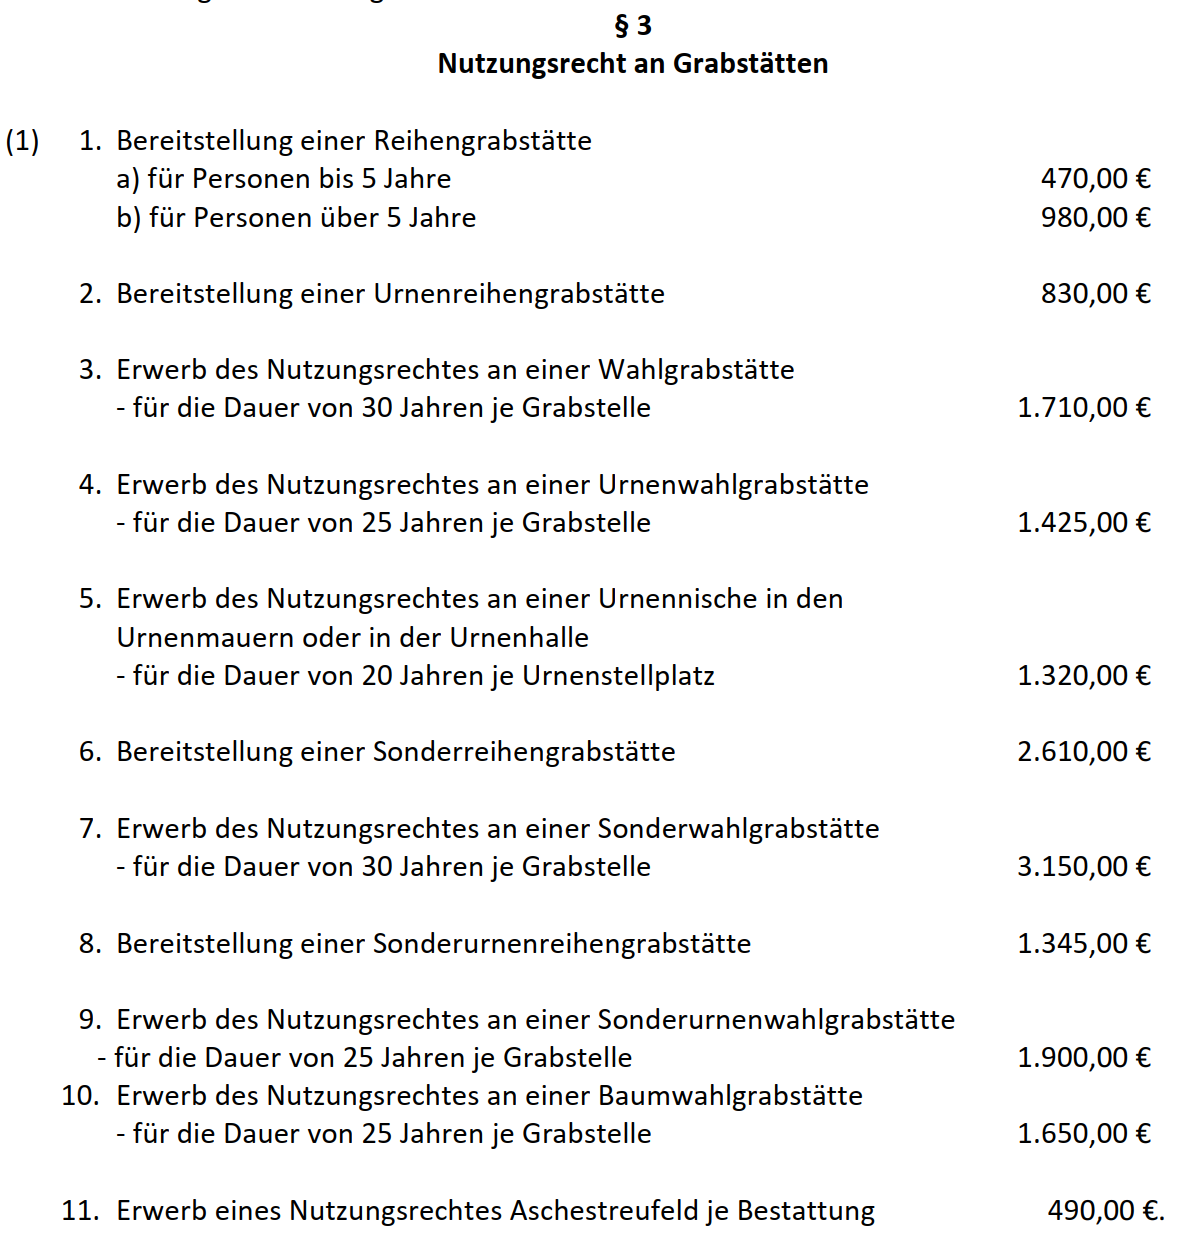 § 3
Nutzungsrecht an Grabstätten
(1) 1. Bereitstellung einer Reihengrabstätte
a) für Personen bis 5 Jahre 470,00 €
b) für Personen über 5 Jahre 980,00 €
2. Bereitstellung einer Urnenreihengrabstätte 830,00 €
3. Erwerb des Nutzungsrechtes an einer Wahlgrabstätte
- für die Dauer von 30 Jahren je Grabstelle 1.710,00 €
4. Erwerb des Nutzungsrechtes an einer Urnenwahlgrabstätte
- für die Dauer von 25 Jahren je Grabstelle 1.425,00 €
5. Erwerb des Nutzungsrechtes an einer Urnennische in den
Urnenmauern oder in der Urnenhalle
- für die Dauer von 20 Jahren je Urnenstellplatz 1.320,00 €
6. Bereitstellung einer Sonderreihengrabstätte 2.610,00 €
7. Erwerb des Nutzungsrechtes an einer Sonderwahlgrabstätte
- für die Dauer von 30 Jahren je Grabstelle 3.150,00 €
8. Bereitstellung einer Sonderurnenreihengrabstätte 1.345,00 €
9. Erwerb des Nutzungsrechtes an einer Sonderurnenwahlgrabstätte
- für die Dauer von 25 Jahren je Grabstelle 1.900,00 €
10. Erwerb des Nutzungsrechtes an einer Baumwahlgrabstätte
- für die Dauer von 25 Jahren je Grabstelle 1.650,00 €
11. Erwerb eines Nutzungsrechtes Aschestreufeld je Bestattung 490,00 €.